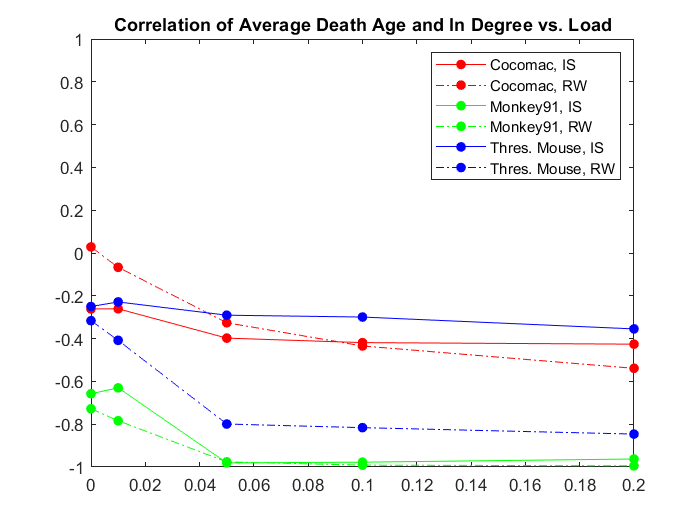 Correlation of Average Death Age and In Degree vs. Load
1
0.8
0.6
0.4
0.2
0
-0.2
-0.4
-0.6
-0.8
-1
Cocomac, IS
Cocomac, RW
Monkey91, IS
Monkey91, RW
Thres. Mouse, IS
Thres. Mouse, RW
0 0.02 0.04 0.06 0.08 0.1 0.12 0.14 0.16 0.18 0.2